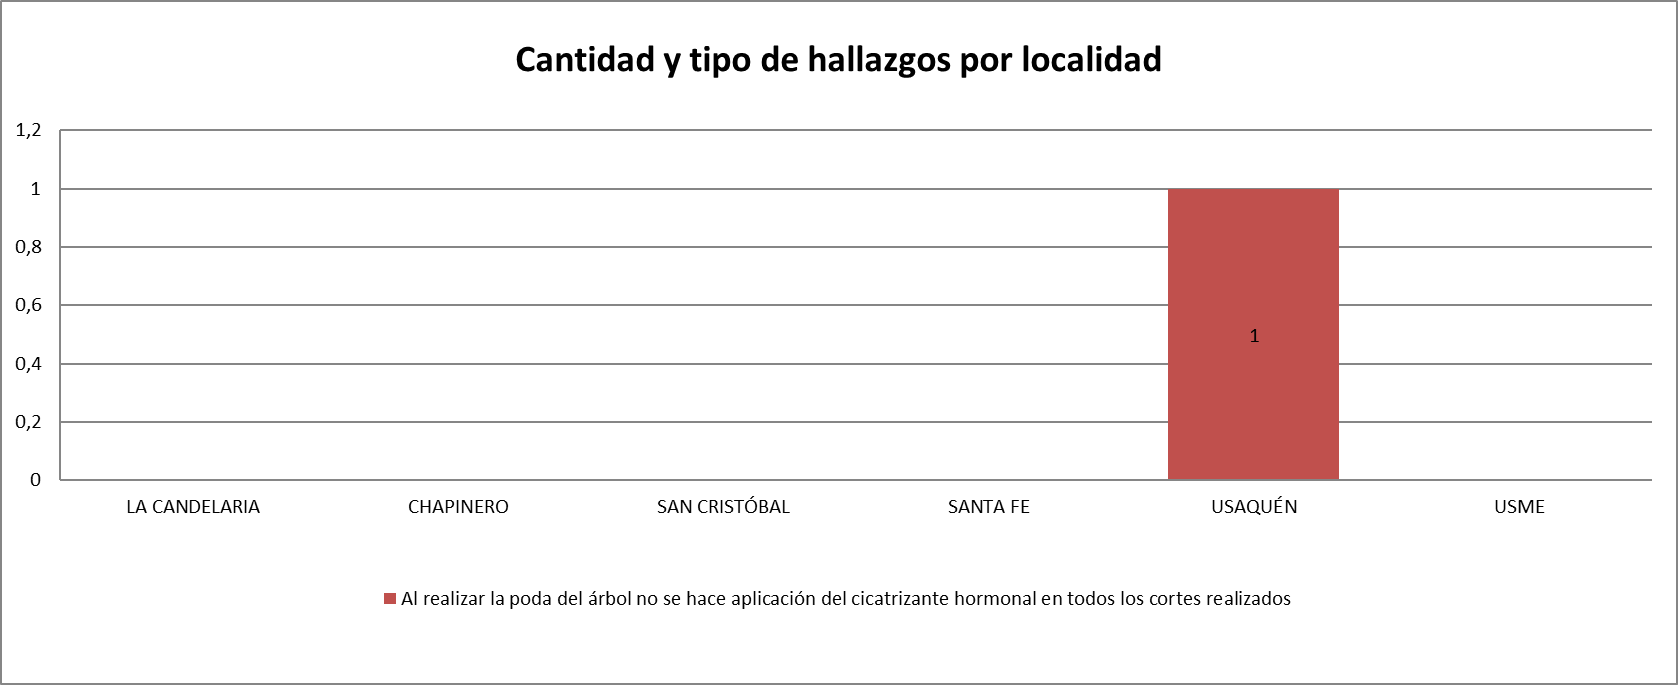 Cantidad y tipo de hallazgos por localidad
1,2
1
0,8
0,6
0,4
0,2
0
1
LA CANDELARIA
CHAPINERO
SAN CRISTÓBAL
SANTA FE
USAQUÉN
USME
Al realizar la poda del árbol no se hace aplicación del cicatrizante hormonal en todos los cortes realizados